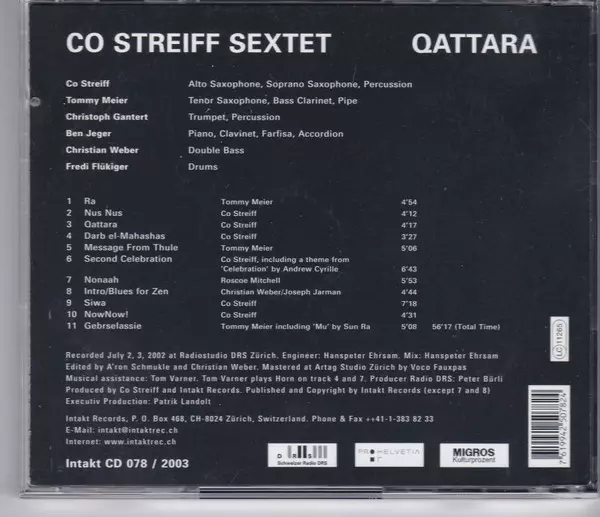 CO STREIFF SEXTET QATTARA
Co Streiff Alto Saxophone, Soprano Saxophone, Percussion
Tommy Meier Tenor Saxophone, Bass Clarinet, Pipe
Christoph Gantert Trumpet, Percussion
Ben Jeger Piano, Clavinet, Farfisa, Accordion
Christian Weber Double Bass
Fredi Flükiger Drums
1 Ra Tommy Meier 4'54
2 Nus Nus Co Streiff 4'12
3 Qattara Co Streiff 4'17
4 Darb el-Mahashas Co Streiff 3'27
5 Message From Thule Tommy Meier 5'06
6 Second Celebration Co Streiff, including a theme from
'Celebration' by Andrew Cyrille 6'43
7 Nonaah Roscoe Mitchell 5'53
8 Intro/Blues for Zen Christian Weber/Joseph Jarman 4'44
9 Siwa Co Streiff 7'18
10 NowNow! Co Streiff 4'31
11 Gebrselassie Tommy Meier including 'Mu' by Sun Ra 5'08 56'17 (Total Time)
LC 11265
Recorded July 2, 3, 2002 at Radiostudio DRS Zürich. Engineer: Hanspeter Ehrsam. Mix: Hanspeter Ehrsam
Edited by A'ron Schmukle and Christian Weber. Mastered at Artag Studio Zürich by Voco Fauxpas
Musical assistance: Tom Varner. Tom Varner plays Horn on track 4 and 7. Producer Radio DRS: Peter Bürli
Produced by Co Streiff and Intakt Records. Published and Copyright by Intakt Records (except 7 and 8)
Executiv Production: Patrik Landolt
Intakt Records, P. O. Box 468, CH-8024 Zürich, Switzerland. Phone & Fax ++41-1-383 82 33
E-Mail: intakt@intaktrec.ch
Internet: www.intaktrec.ch
Intakt CD 078 / 2003
Schweizer Radio DRS
PRO HELVETIA
MIGROS
Kulturprozent
7619942507824